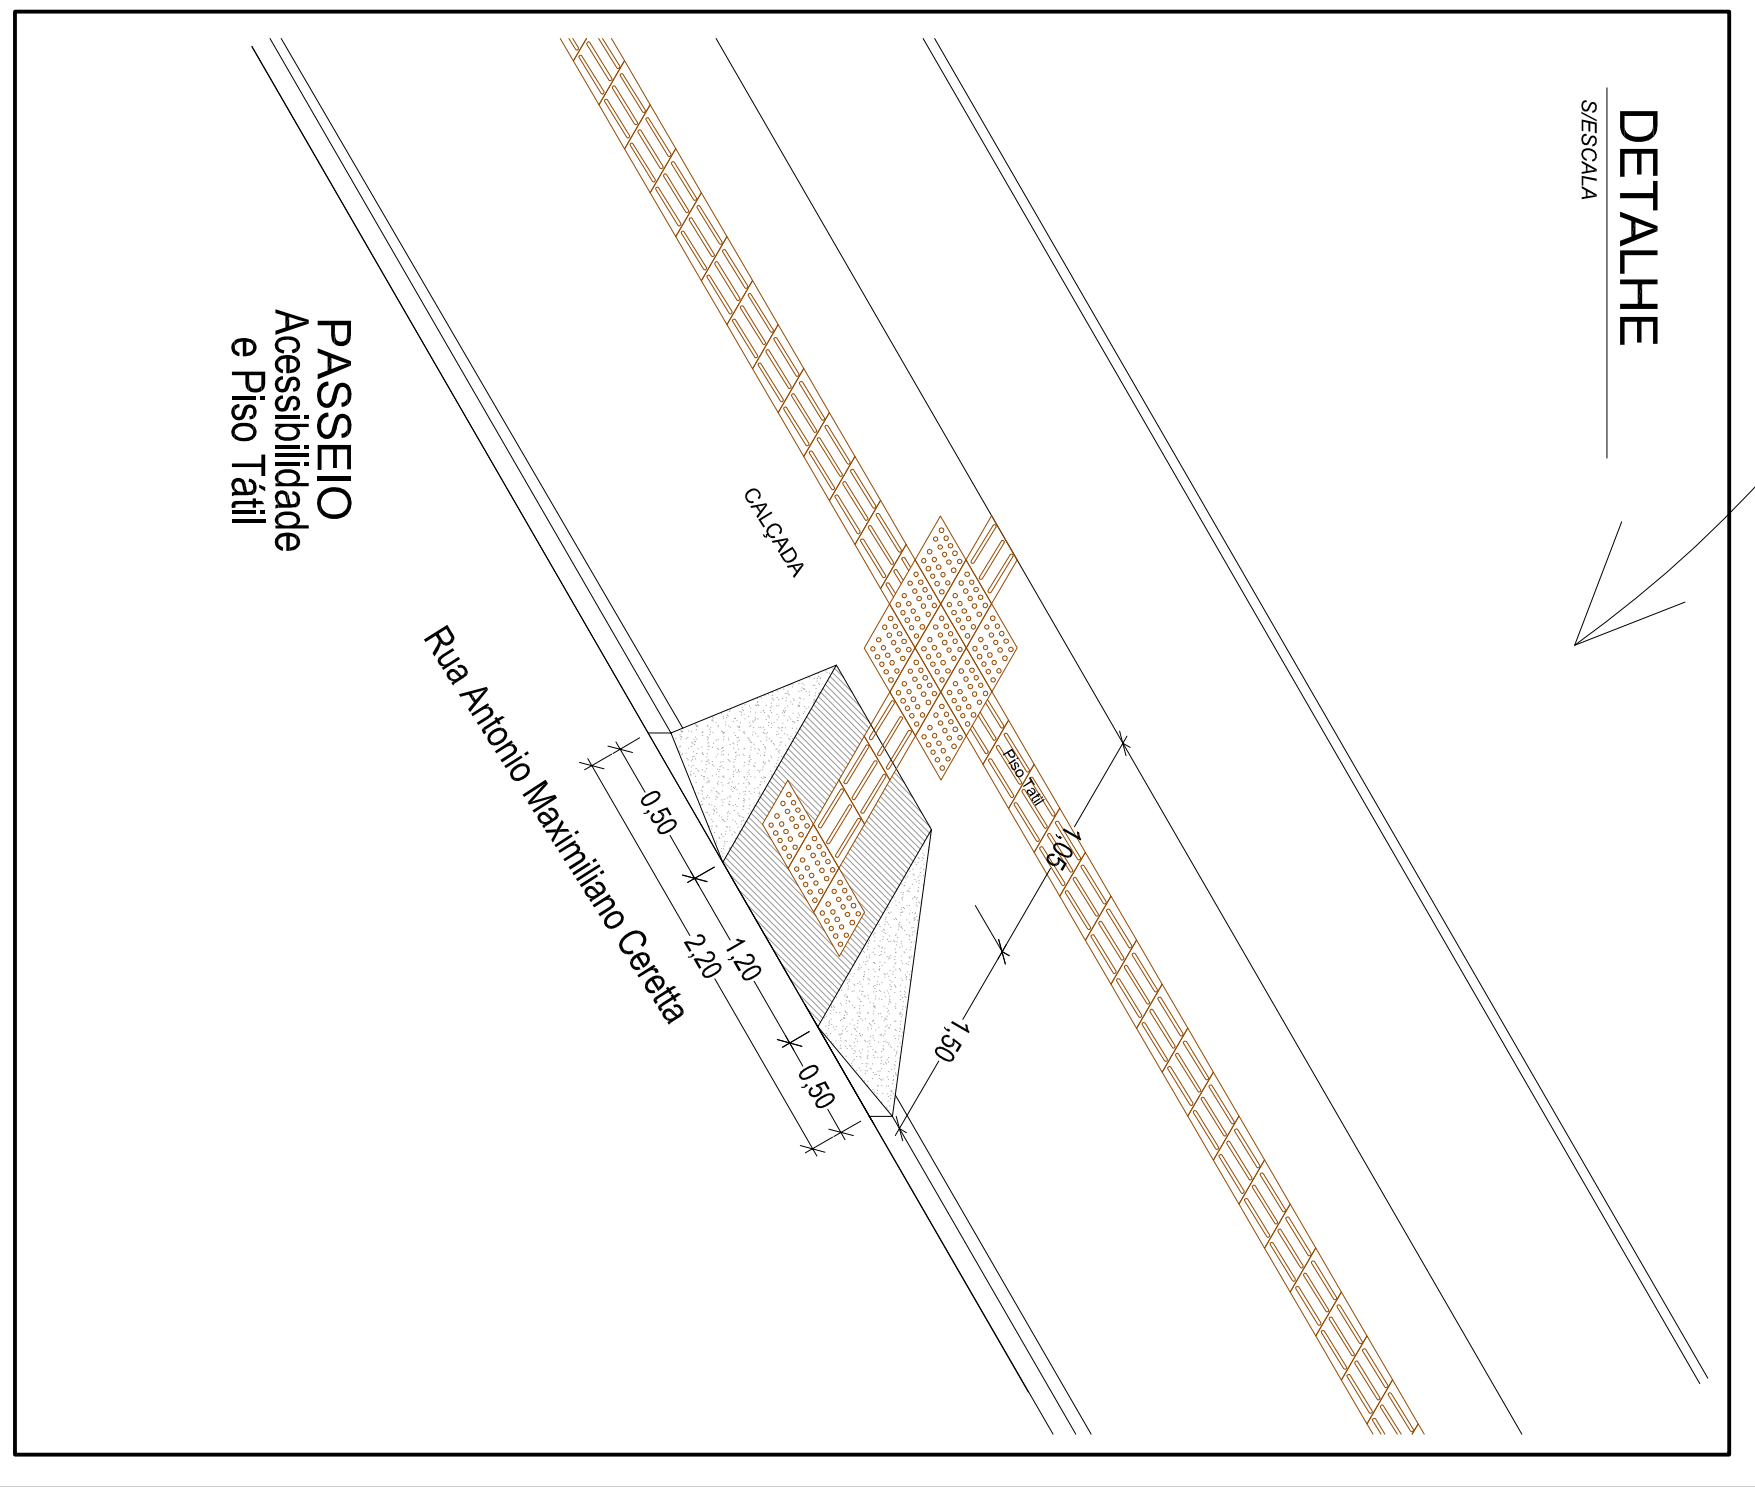 DETALHE
S/ESCALA
PASSEIO
Acessibilidade
e Piso Tátil
CALÇADA
Piso Tátil
1,05
1,50
0,50
1,20
2,20
0,50
Rua Antonio Maximiliano Ceretta